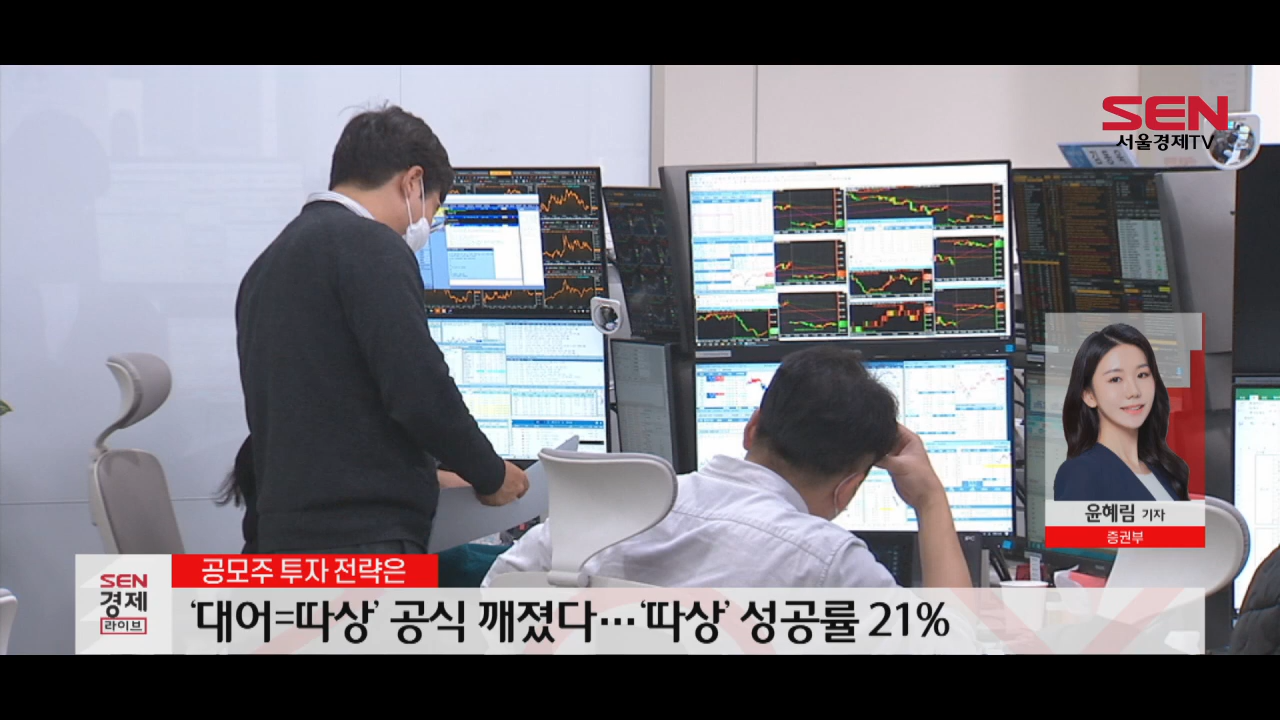 SEN
서울경제TV
윤혜림 기자
증권부
공모주 투자 전략은
SEN
경제
라이브
‘대어=따상’ 공식 깨졌다…‘따상’ 성공률 21%